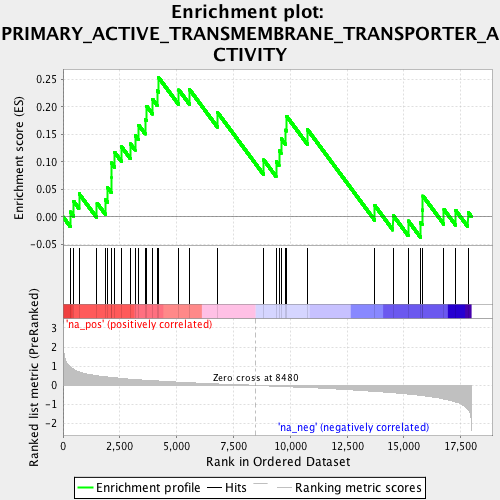 Enrichment plot:
PRIMARY_ACTIVE_TRANSMEMBRANE_TRANSPORTER_A
CTIVITY
Enrichment score (ES)
0.25
0.20
0.15
0.10
0.05
0.00
-0.05
'na_pos' (positively correlated)
Ranked list metric (PreRanked)
3
2
1
0
-1
-2
Zero cross at 8480
'na_neg' (negatively correlated)
0
2,500
5,000
7,500
10,000
12,500
15,000
17,500
Rank in Ordered Dataset
Enrichment profile
Hits
Ranking metric scores